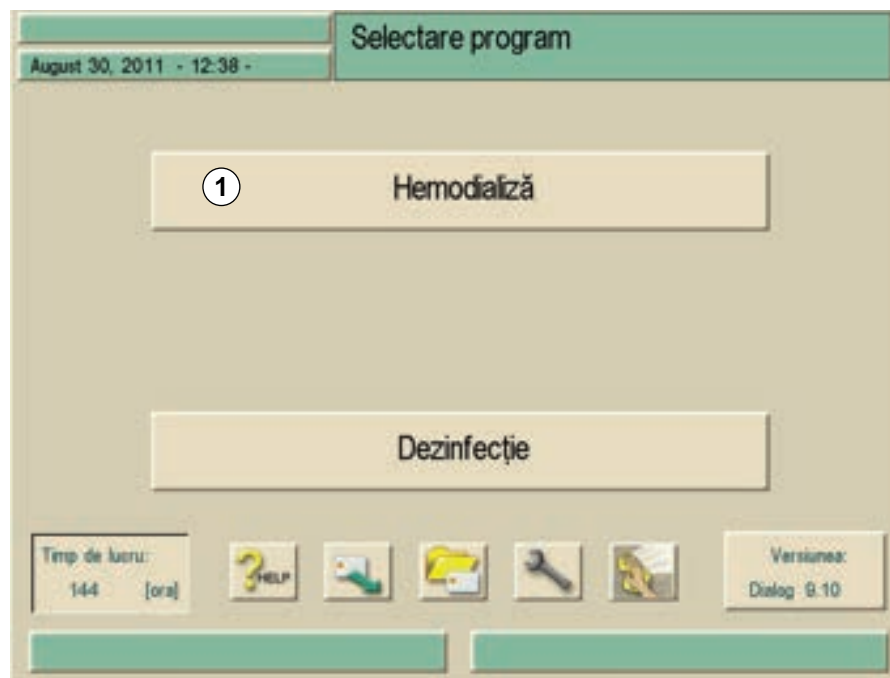 Selectare program
August 30, 2011 - 12:38 -
1 Hemodializă
Dezinfecție
Timp de lucru:
144 [ora]
HELP
Versiunea:
Dialog 9.10